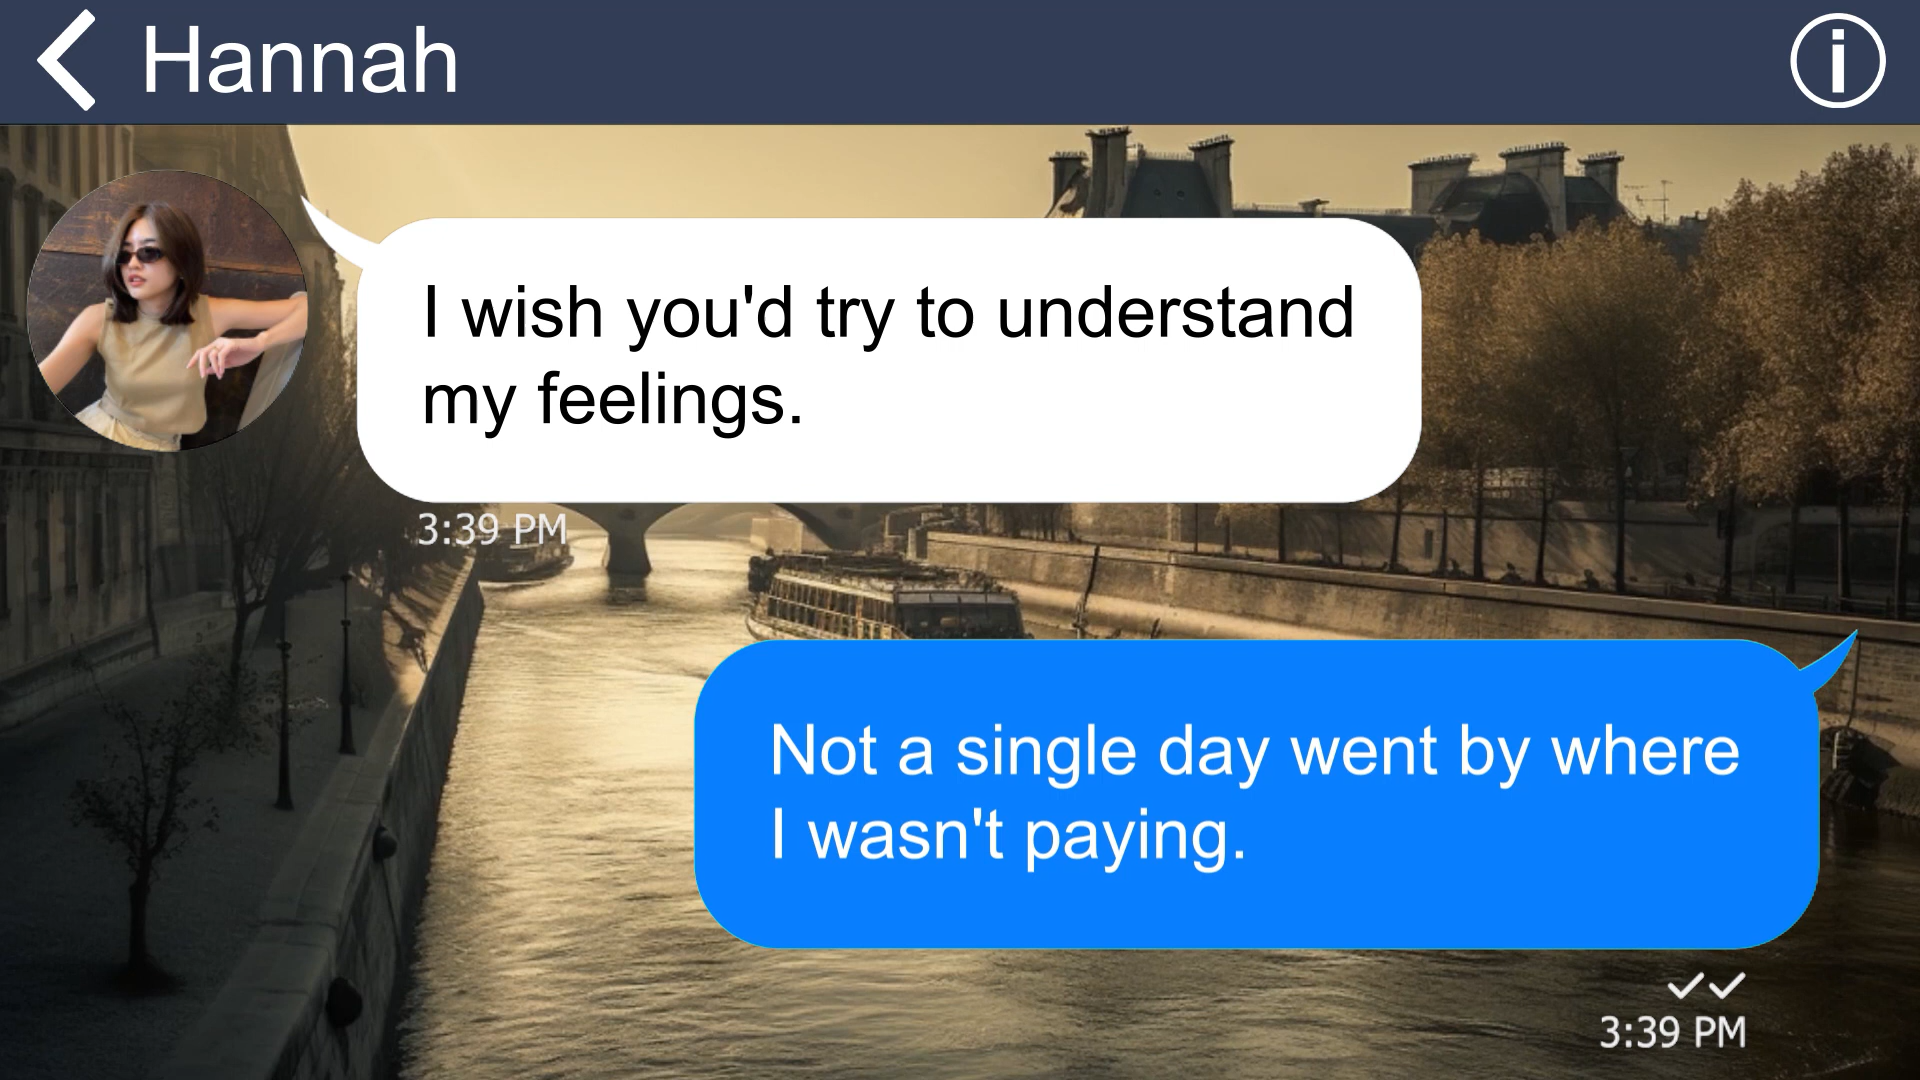 Hannah
I wish you'd try to understand
my feelings.
3:39 PM
Not a single day went by where
I wasn't paying.
3:39 PM